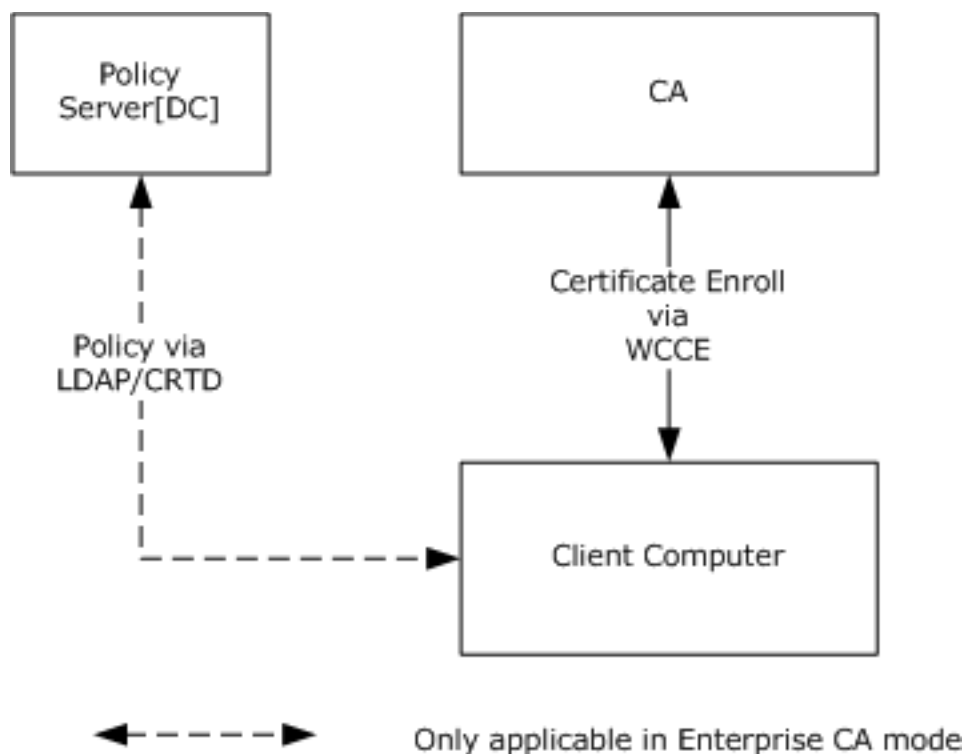 Policy
Server[DC]
CA
Certificate Enroll
via
WCCE
Policy via
LDAP/CRTD
Client Computer
Only applicable in Enterprise CA mode